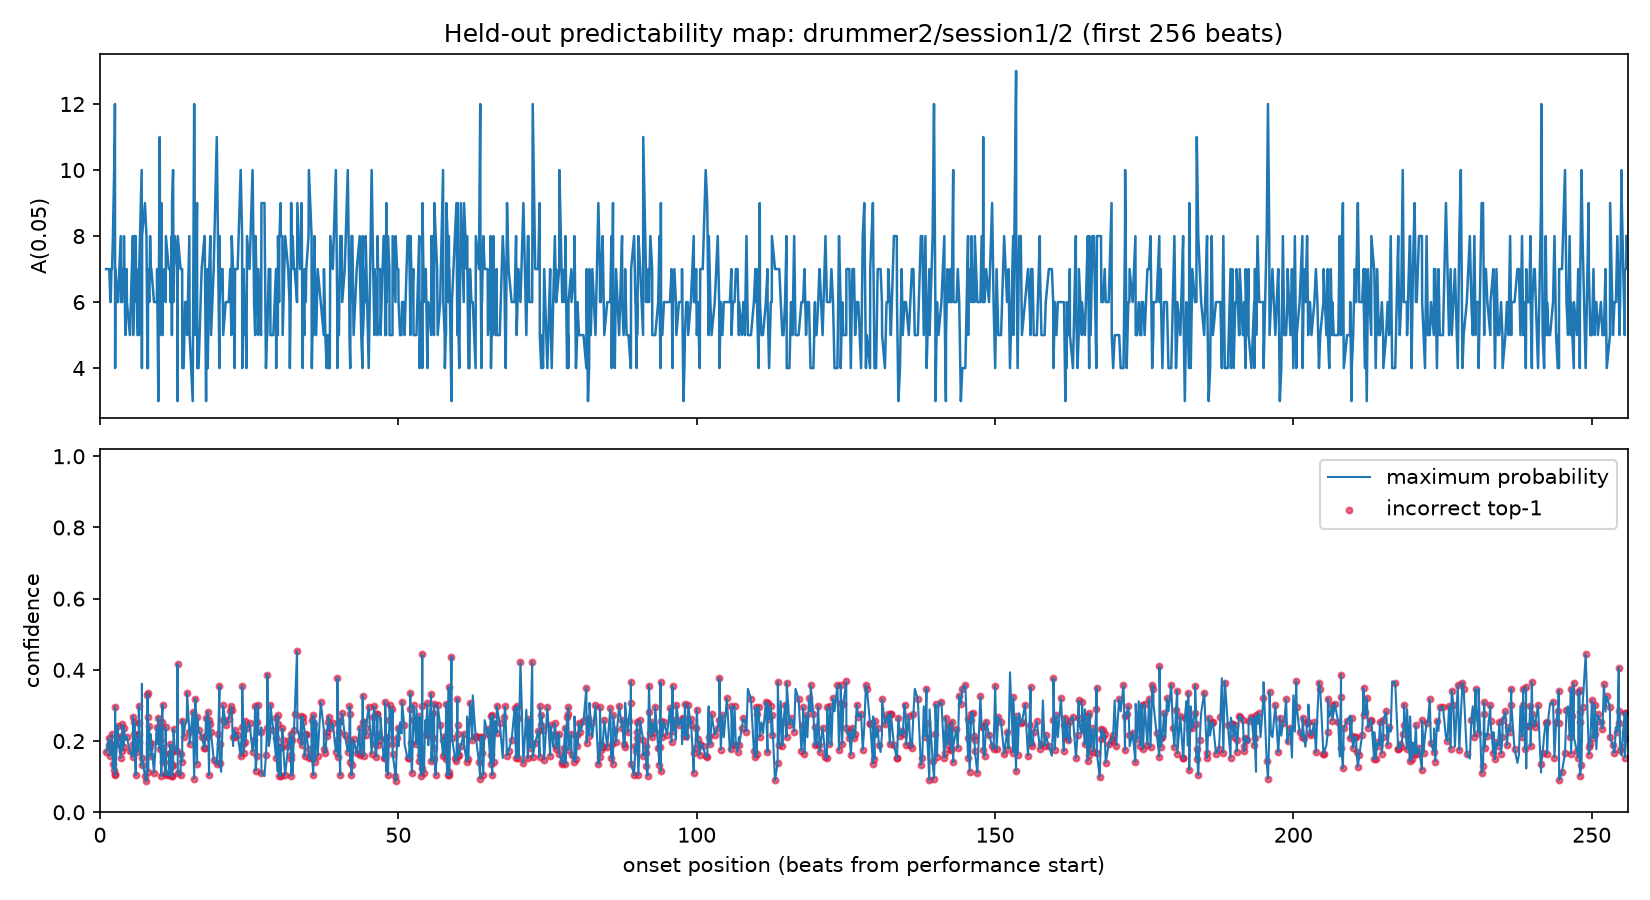 Held-out predictability map: drummer2/session1/2 (first 256 beats)
12
10
8
6
4
A(0.05)
1.0
0.8
0.6
0.4
0.2
0.0
confidence
maximum probability
incorrect top-1
0 50 100 150 200 250
onset position (beats from performance start)